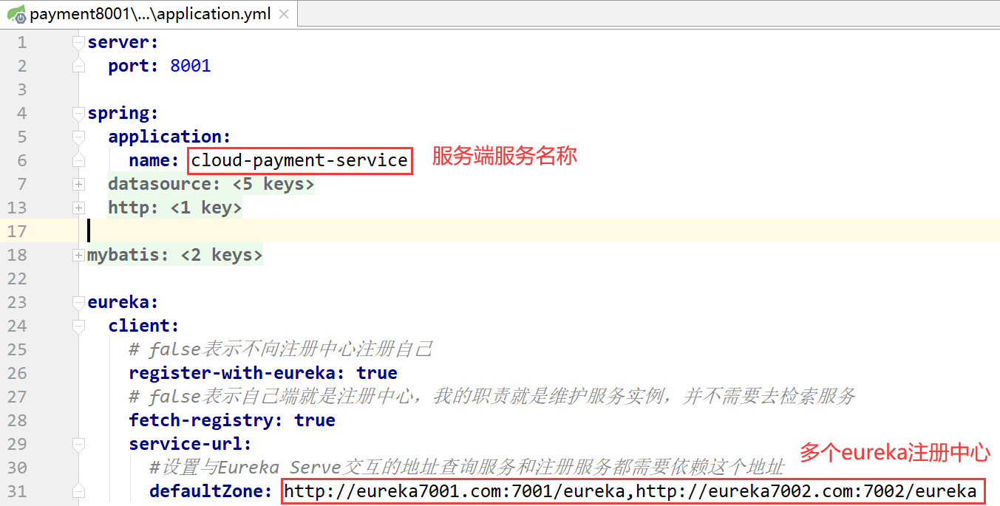 payment8001\...\application.yml
1 server:
2 port: 8001
3
4 spring:
5 application:
6 name: cloud-payment-service 服务端服务名称
7 datasource: <5 keys>
13 http: <1 key>
17
18 mybatis: <2 keys>
22
23 eureka:
24 client:
25 # false表示不向注册中心注册自己
26 register-with-eureka: true
27 # false表示自己端就是注册中心，我的职责就是维护服务实例，并不需要去检索服务
28 fetch-registry: true
29 service-url:
多个eureka注册中心
30 #设置与Eureka Serve交互的地址查询服务和注册服务都需要依赖这个地址
31 defaultZone: http://eureka7001.com:7001/eureka,http://eureka7002.com:7002/eureka